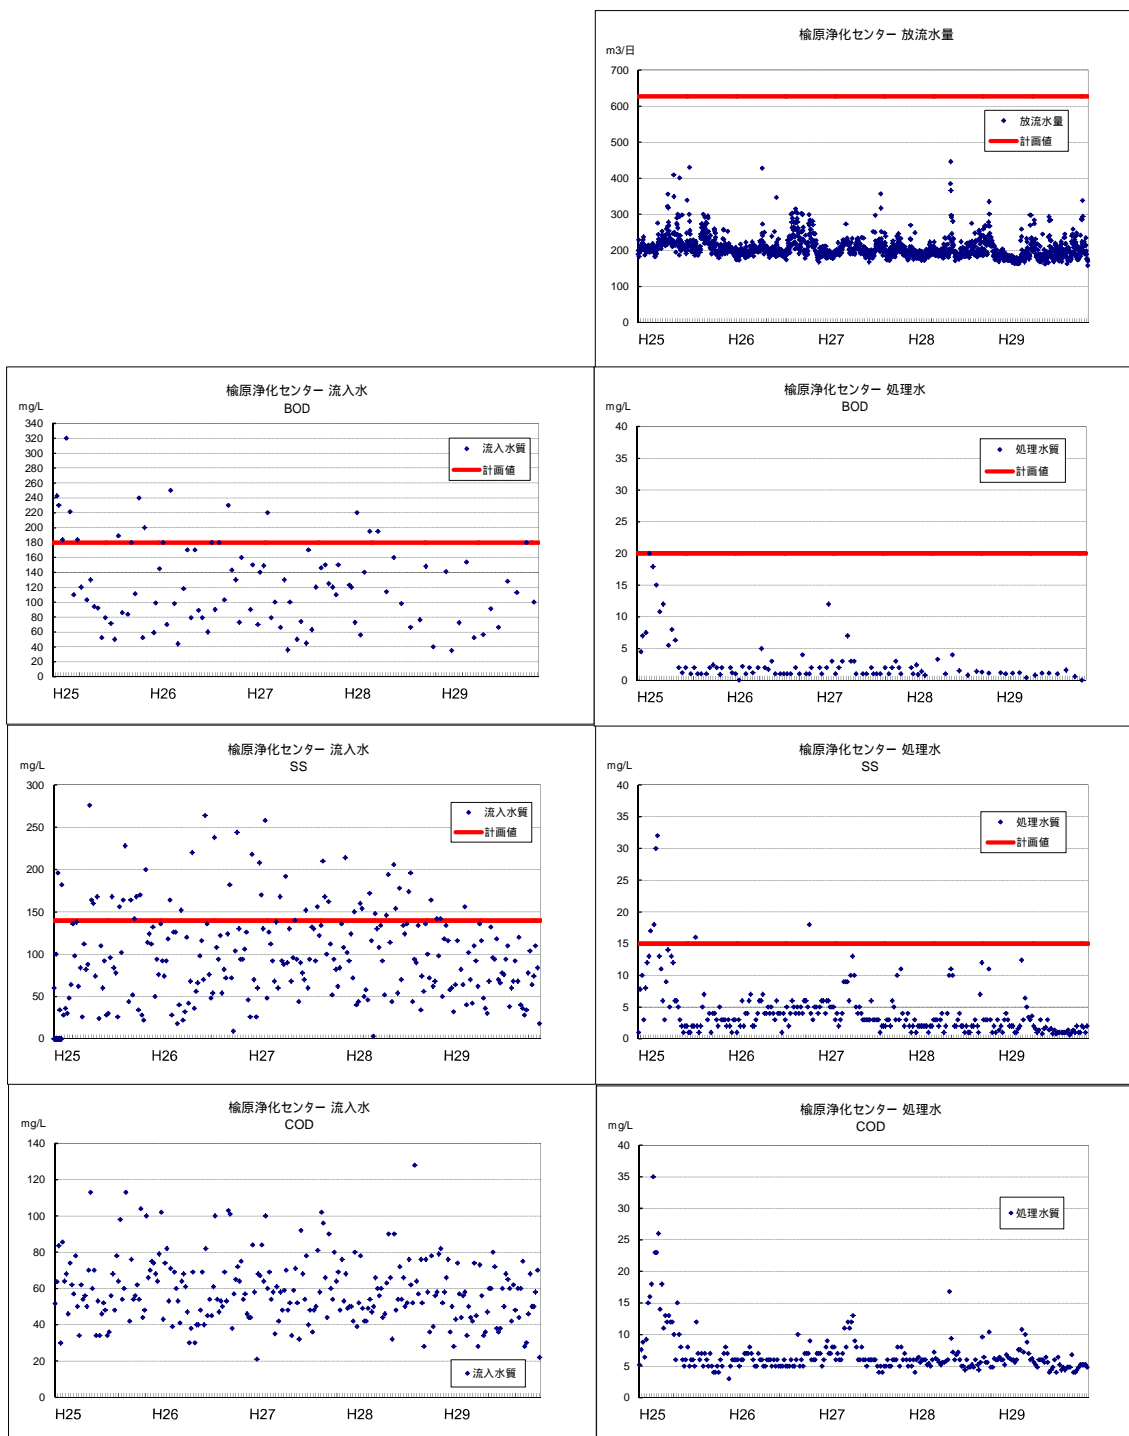 楡原浄化センター 放流水量
m3/日
700
600
500
400
300
200
100
0
放流水量
計画値
H25 H26 H27 H28 H29
楡原浄化センター 流入水
BOD
mg/L
340
320
300
280
260
240
220
200
180
160
140
120
100
80
60
40
20
0
流入水質
計画値
H25 H26 H27 H28 H29
楡原浄化センター 処理水
BOD
mg/L
40
35
30
25
20
15
10
5
0
処理水質
計画値
H25 H26 H27 H28 H29
楡原浄化センター 流入水
SS
mg/L
300
250
200
150
100
50
0
流入水質
計画値
H25 H26 H27 H28 H29
楡原浄化センター 処理水
SS
mg/L
40
35
30
25
20
15
10
5
0
処理水質
計画値
H25 H26 H27 H28 H29
楡原浄化センター 流入水
COD
mg/L
140
120
100
80
60
40
20
0
流入水質
H25 H26 H27 H28 H29
楡原浄化センター 処理水
COD
mg/L
40
35
30
25
20
15
10
5
0
処理水質
H25 H26 H27 H28 H29